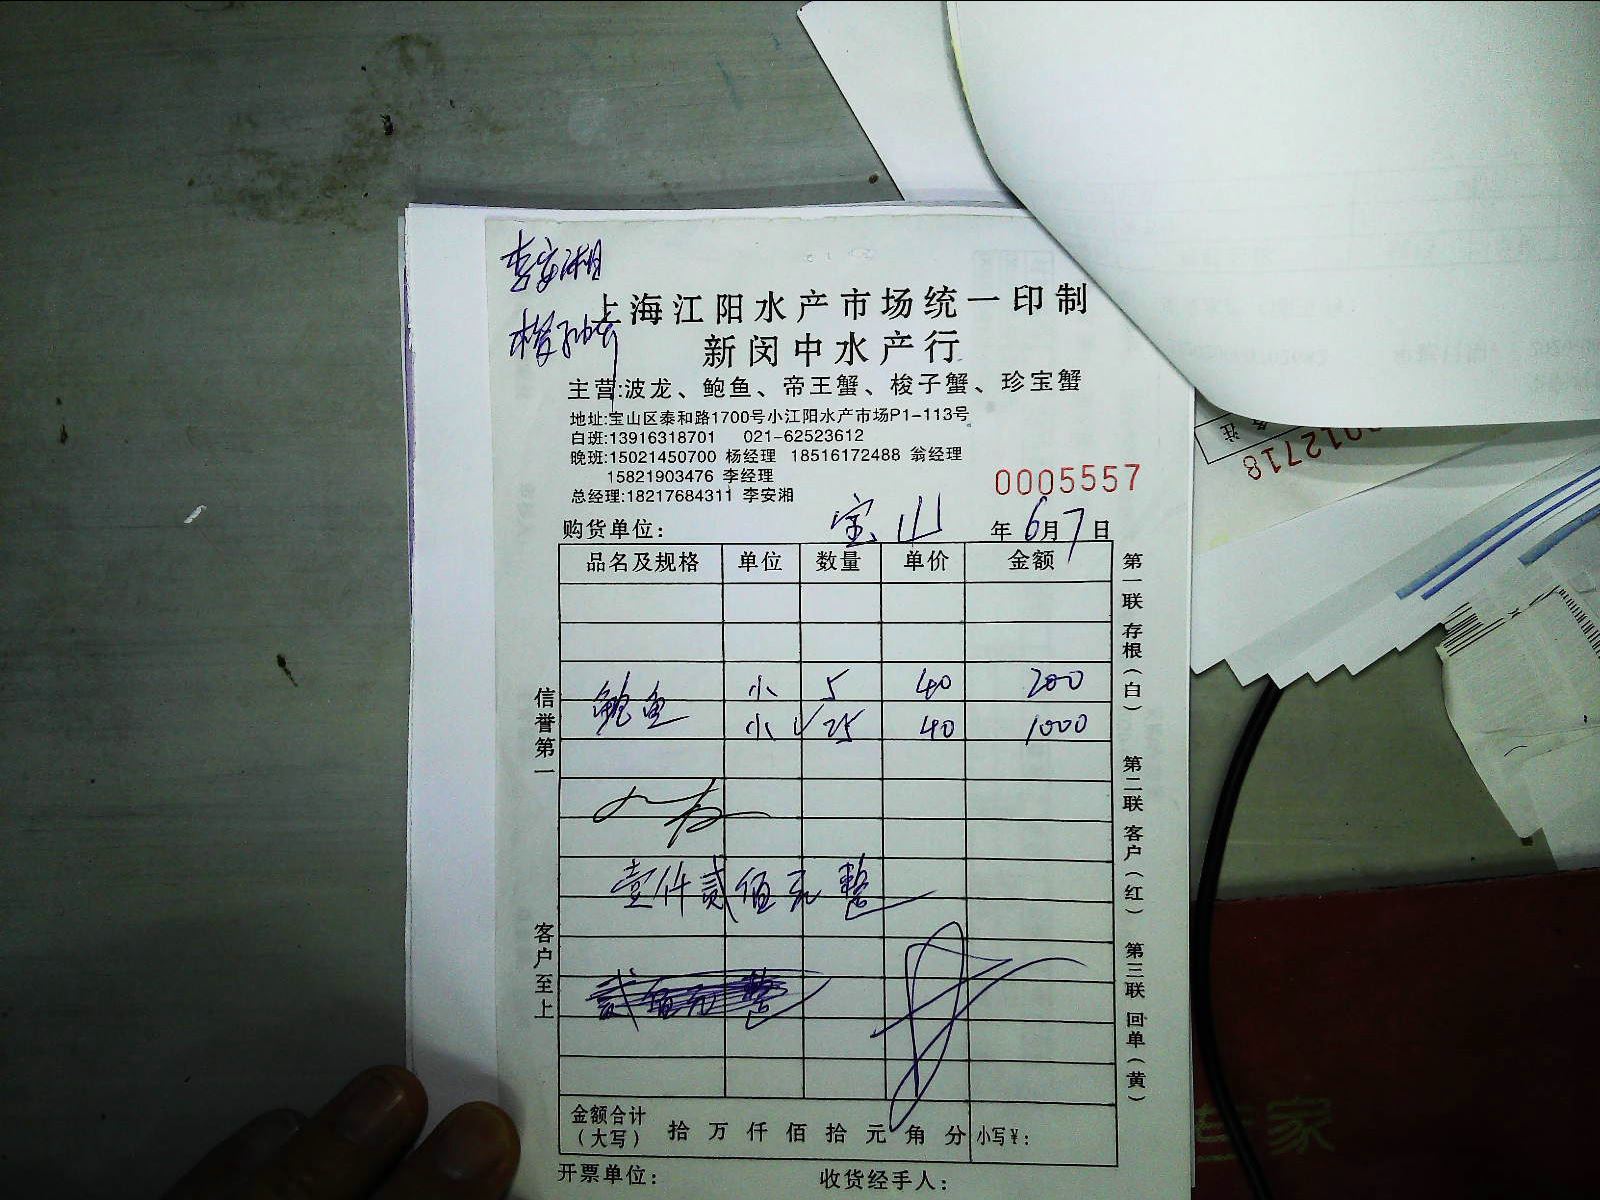 李安湘
上海江阳水产市场统一印制
新闵中水产行
主营:波龙、鲍鱼、帝王蟹、梭子蟹、珍宝蟹
地址:宝山区泰和路1700号小江阳水产市场P1-113号
白班:13916318701 021-62523612
晚班:15021450700 杨经理 18516172488 翁经理
15821903476 李经理
总经理:18217684311 李安湘
0005557
购货单位: 宝山 年6月7日
品名及规格 单位 数量 单价 金额
鲍鱼 小 5 40 200
小 √25 40 1000
壹仟贰佰元整
贰佰元整
金额合计(大写) 拾 万 仟 佰 拾 元 角 分 小写¥:
开票单位: 收货经手人:
信誉第一
客户至上
第一联 存根(白)
第二联 客户(红)
第三联 回单(黄)
012718